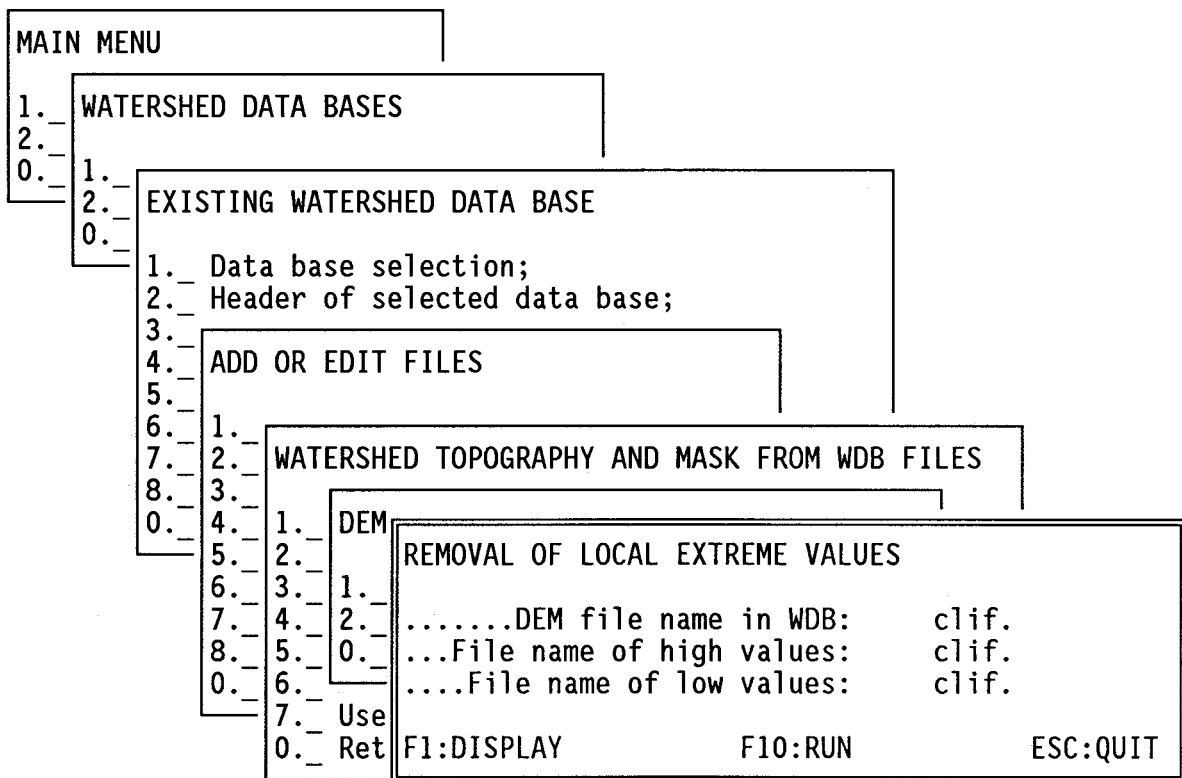 MAIN MENU
1._
2._
0._
WATERSHED DATA BASES
1._
2._
0._
EXISTING WATERSHED DATA BASE
1._ Data base selection;
2._ Header of selected data base;
3._
4._
5._
6._
7._
8._
0._
ADD OR EDIT FILES
1._
2._
3._
4._
5._
6._
7._
8._
0._
WATERSHED TOPOGRAPHY AND MASK FROM WDB FILES
1._
2._
3._
4._
5._
6._
7._ Use
0._ Ret
DEM
1._
2._
0._
REMOVAL OF LOCAL EXTREME VALUES
.......DEM file name in WDB: clif.
...File name of high values: clif.
....File name of low values: clif.
F1:DISPLAY F10:RUN ESC:QUIT